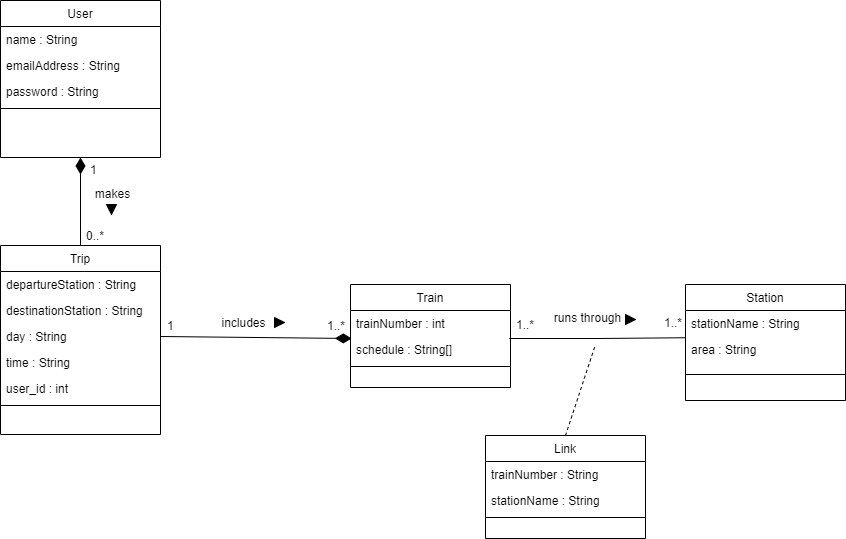 User
name : String
emailAddress : String
password : String
1
makes
0..*
Trip
departureStation : String
destinationStation : String
day : String
time : String
user_id : int
1
includes
1..*
Train
trainNumber : int
schedule : String[]
1..*
runs through
1..*
Station
stationName : String
area : String
Link
trainNumber : String
stationName : String